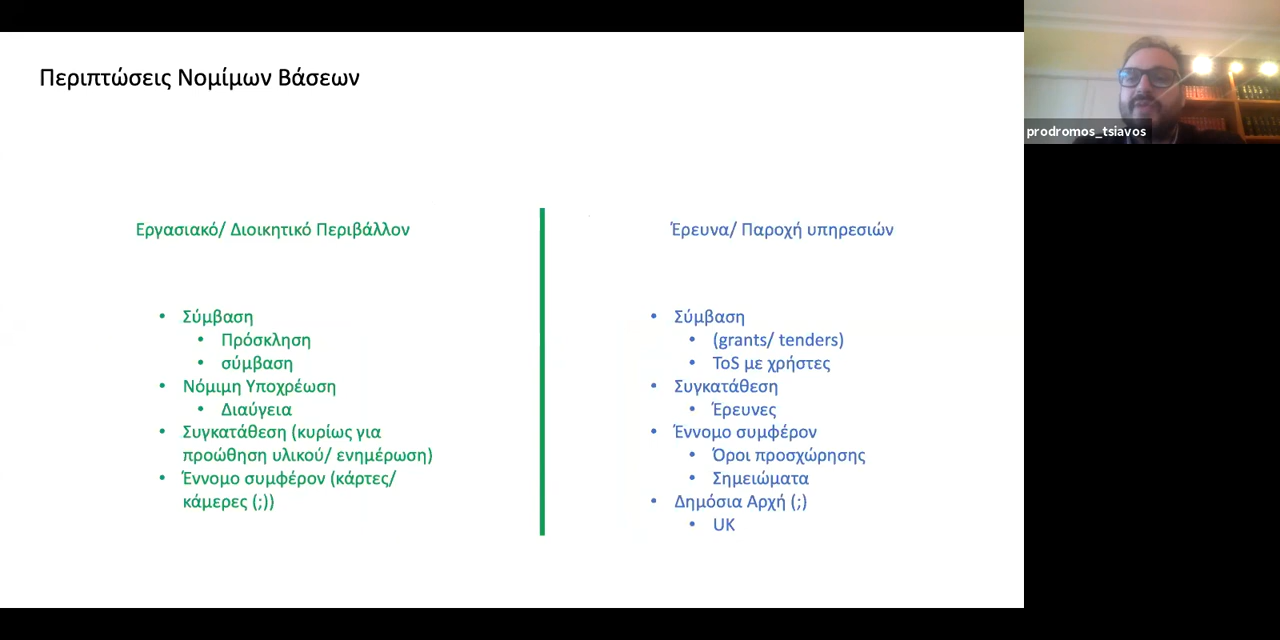 Περιπτώσεις Νομίμων Βάσεων
prodromos_tsiavos
Εργασιακό/ Διοικητικό Περιβάλλον
• Σύμβαση
• Πρόσκληση
• σύμβαση
• Νόμιμη Υποχρέωση
• Διαύγεια
• Συγκατάθεση (κυρίως για
προώθηση υλικού/ ενημέρωση)
• Έννομο συμφέρον (κάρτες/
κάμερες (;))
Έρευνα/ Παροχή υπηρεσιών
• Σύμβαση
• (grants/ tenders)
• ToS με χρήστες
• Συγκατάθεση
• Έρευνες
• Έννομο συμφέρον
• Όροι προσχώρησης
• Σημειώματα
• Δημόσια Αρχή (;)
• UK